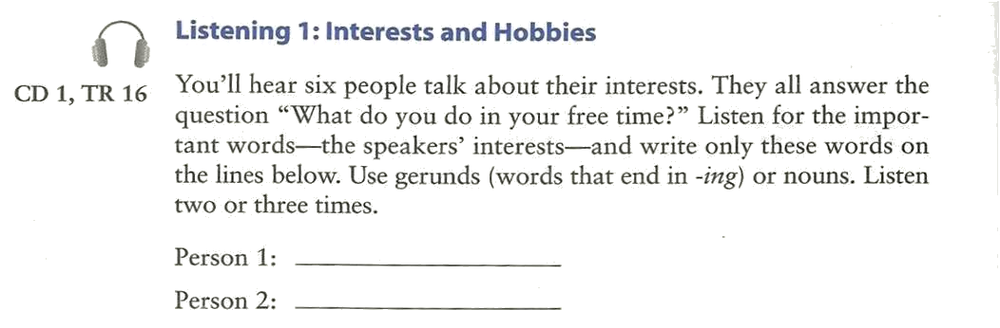 Listening 1: Interests and Hobbies
CD 1, TR 16
You'll hear six people talk about their interests. They all answer the
question “What do you do in your free time?” Listen for the impor-
tant words—the speakers' interests—and write only these words on
the lines below. Use gerunds (words that end in -ing) or nouns. Listen
two or three times.
Person 1:
Person 2: